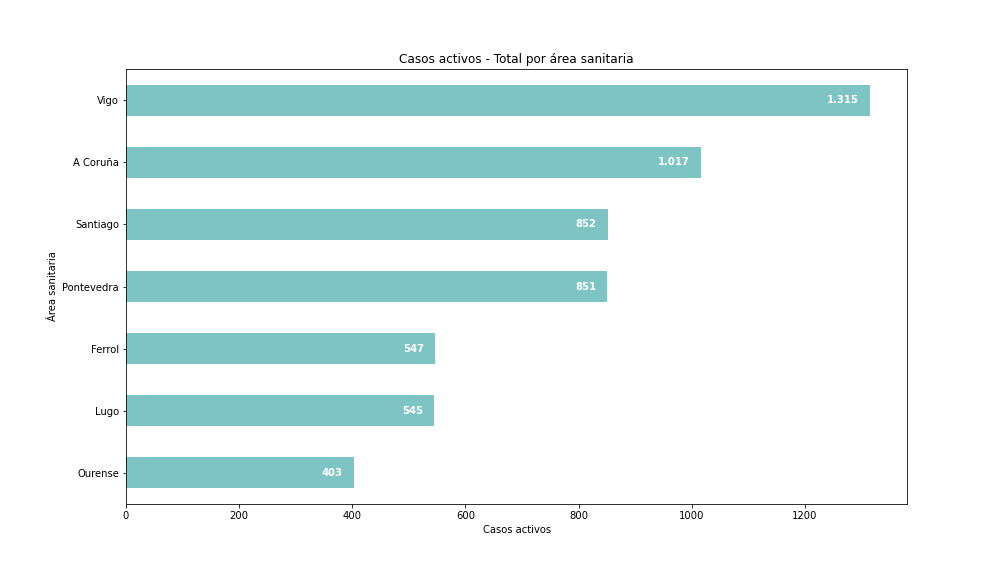 Casos activos - Total por área sanitaria
Vigo
1.315
A Coruña
1.017
Santiago
852
Pontevedra
851
Ferrol
547
Lugo
545
Ourense
403
Área sanitaria
0 200 400 600 800 1000 1200
Casos activos